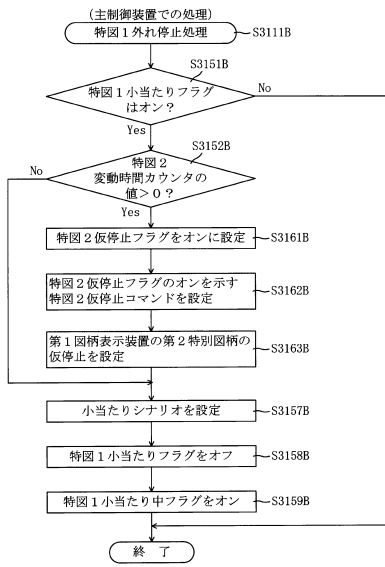 (主制御装置での処理)
特図1外れ停止処理
S3111B
S3151B
特図1小当たりフラグ
はオン?
No
Yes
S3152B
特図2
変動時間カウンタの
値>0?
No
Yes
特図2仮停止フラグをオンに設定
S3161B
特図2仮停止フラグのオンを示す
特図2仮停止コマンドを設定
S3162B
第1図柄表示装置の第2特別図柄の
仮停止を設定
S3163B
小当たりシナリオを設定
S3157B
特図1小当たりフラグをオフ
S3158B
特図1小当たり中フラグをオン
S3159B
終 了